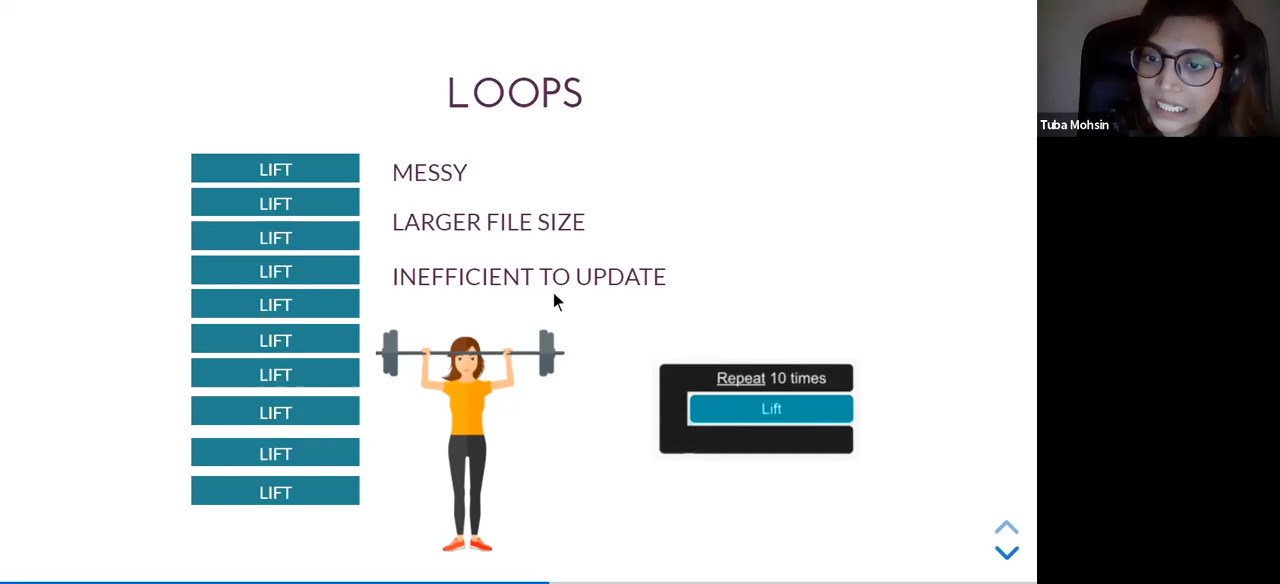 LOOPS
LIFT
LIFT
LIFT
LIFT
LIFT
LIFT
LIFT
LIFT
LIFT
LIFT
MESSY
LARGER FILE SIZE
INEFFICIENT TO UPDATE
Repeat 10 times
Lift
Tuba Mohsin